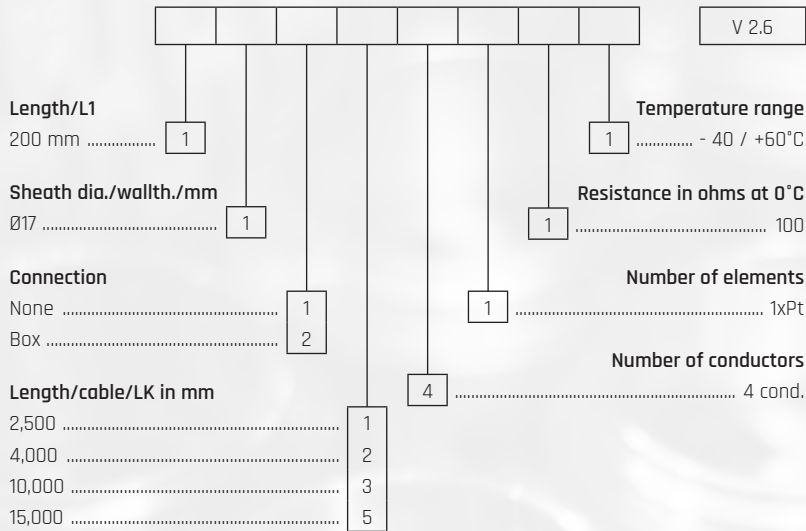 V 2.6
Length/L1
200 mm ................ 1
Temperature range
1 ............. - 40 / +60°C
Sheath dia./wallth./mm
Ø17 ......................................... 1
Resistance in ohms at 0°C
1 ............................................. 100
Connection
None .................................................... 1
Box ........................................................ 2
Number of elements
1 .......................................................... 1xPt
Number of conductors
4 .................................................................. 4 cond.
Length/cable/LK in mm
2,500 ................................................................. 1
4,000 ................................................................. 2
10,000 ............................................................... 3
15,000 ............................................................... 5